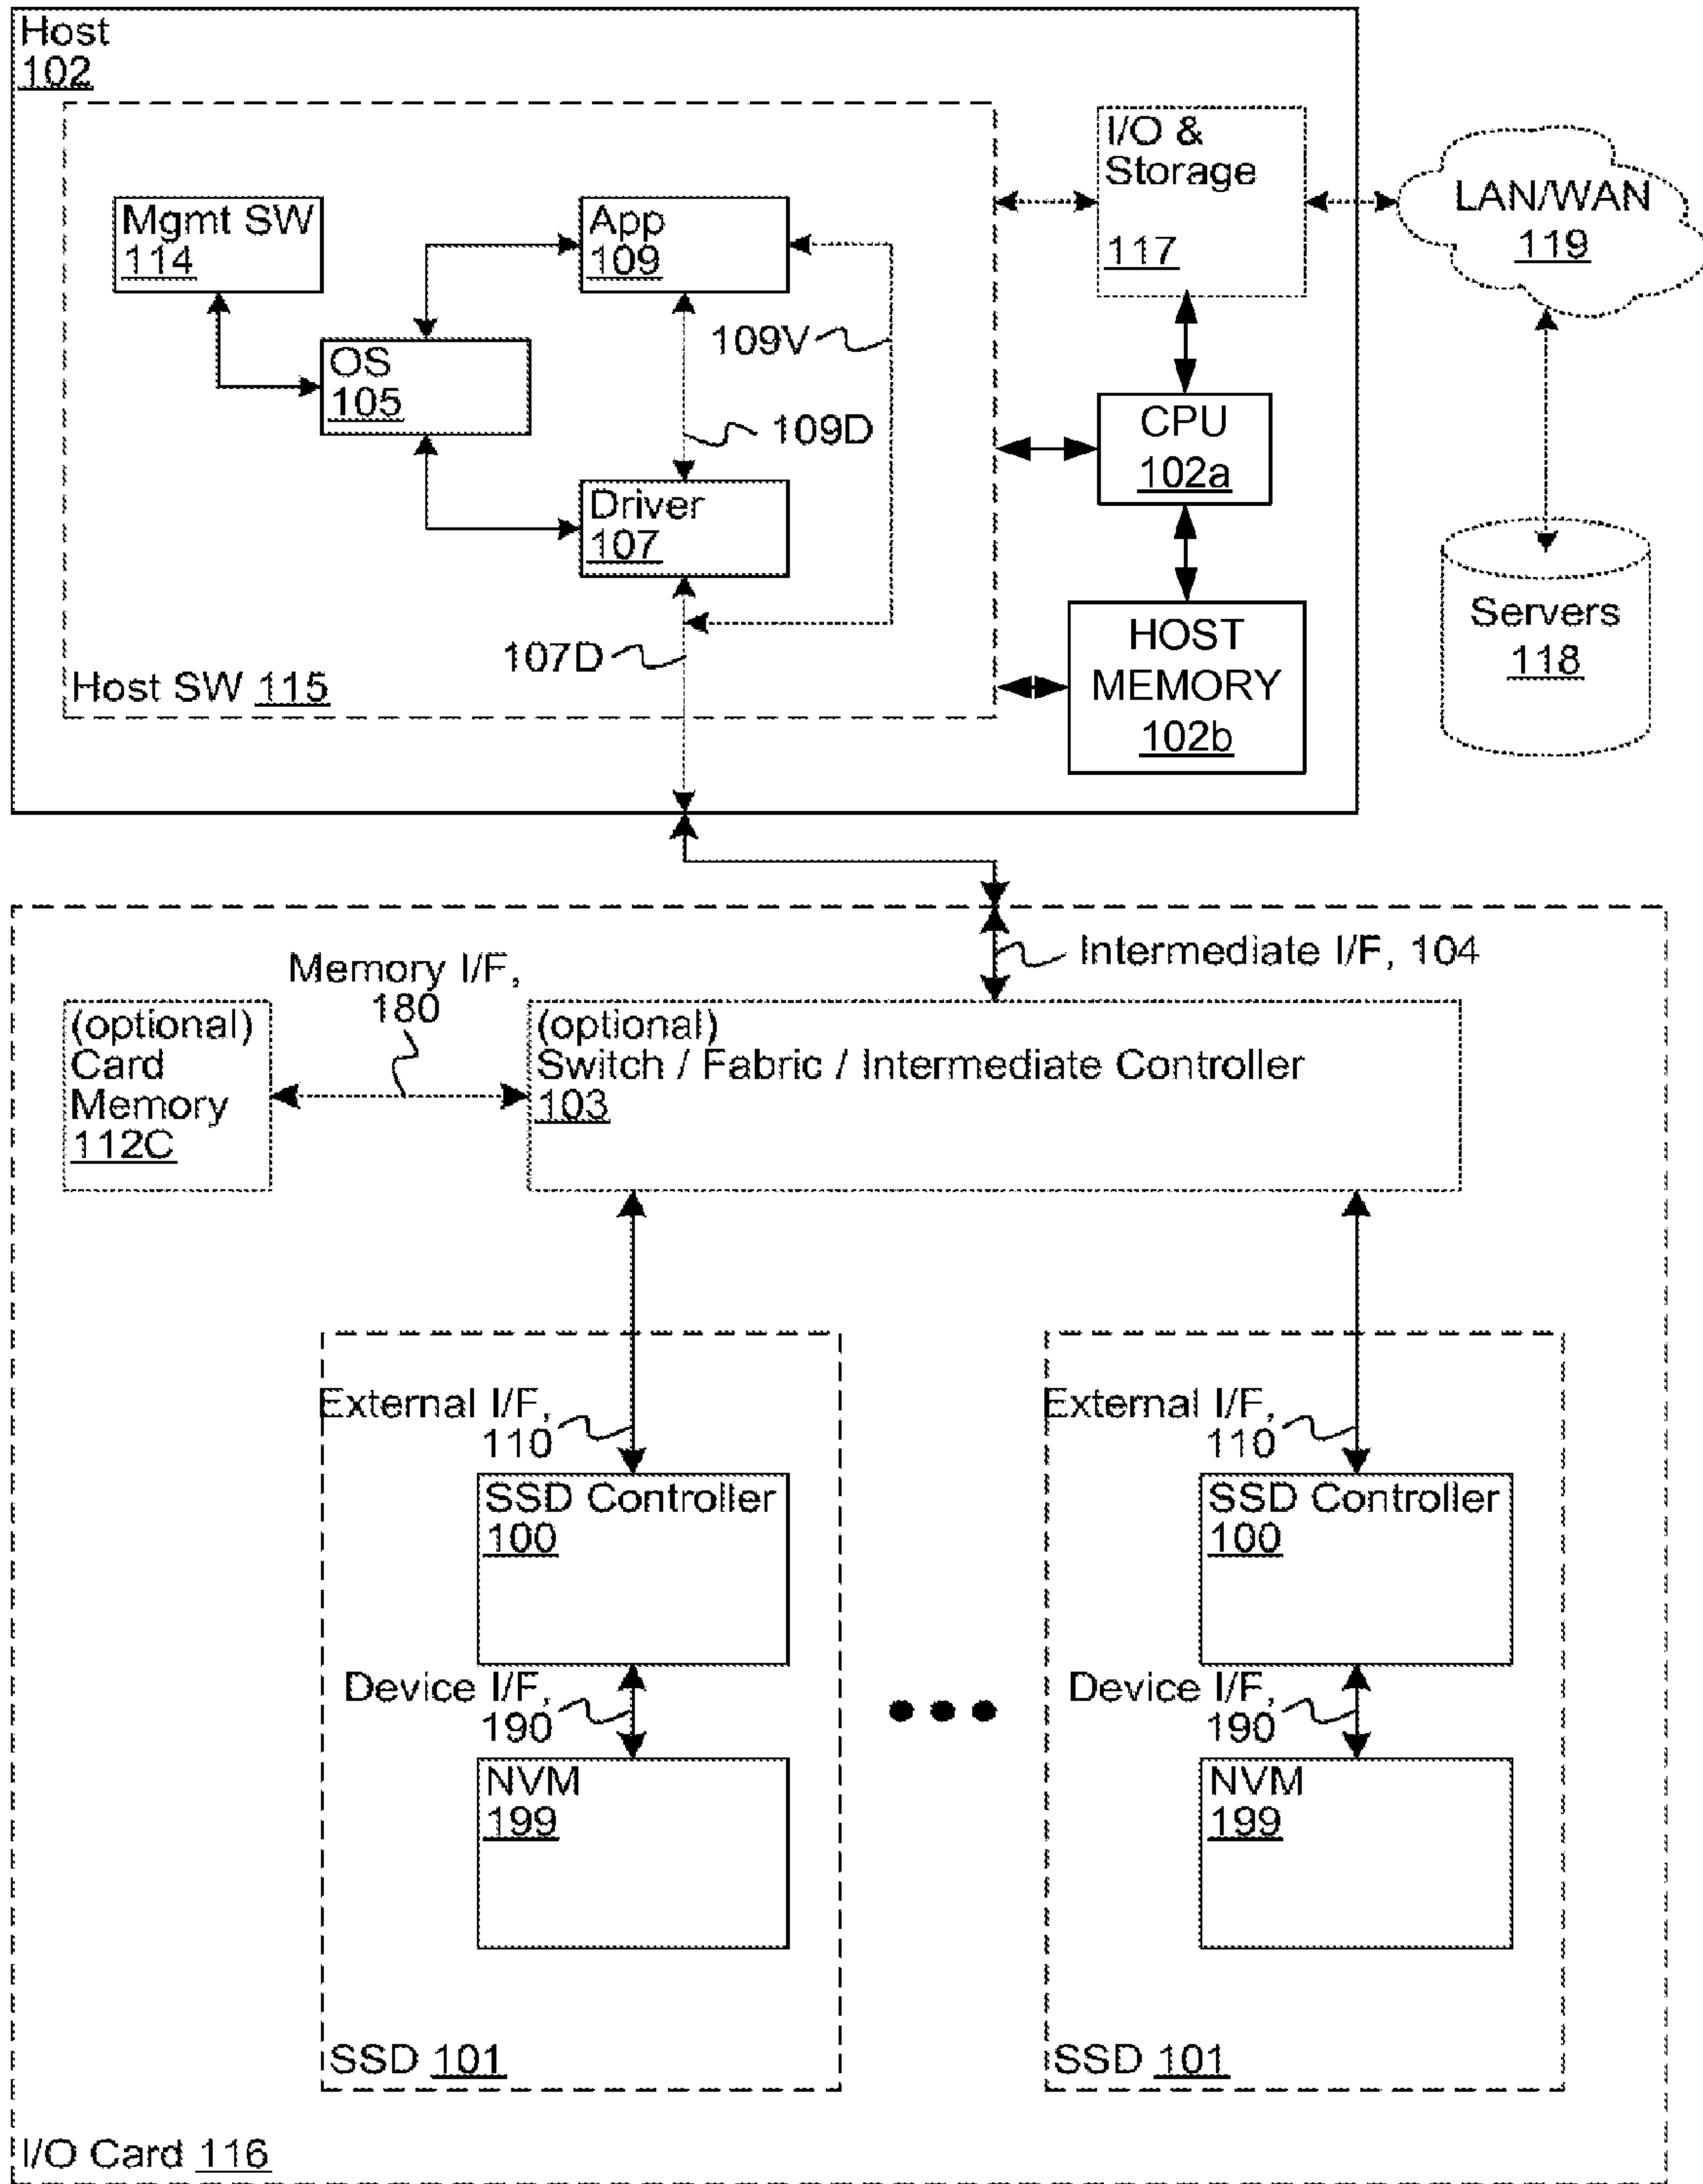 Host
102
I/O &
Storage
117
LAN/WAN
119
Mgmt SW
114
App
109
109V
OS
105
109D
CPU
102a
Driver
107
Servers
118
HOST
MEMORY
102b
107D
Host SW 115
Intermediate I/F, 104
Memory I/F,
180
(optional)
Card
Memory
112C
(optional)
Switch / Fabric / Intermediate Controller
103
External I/F,
110
SSD Controller
100
Device I/F,
190
NVM
199
SSD 101
External I/F,
110
SSD Controller
100
Device I/F,
190
NVM
199
SSD 101
I/O Card 116